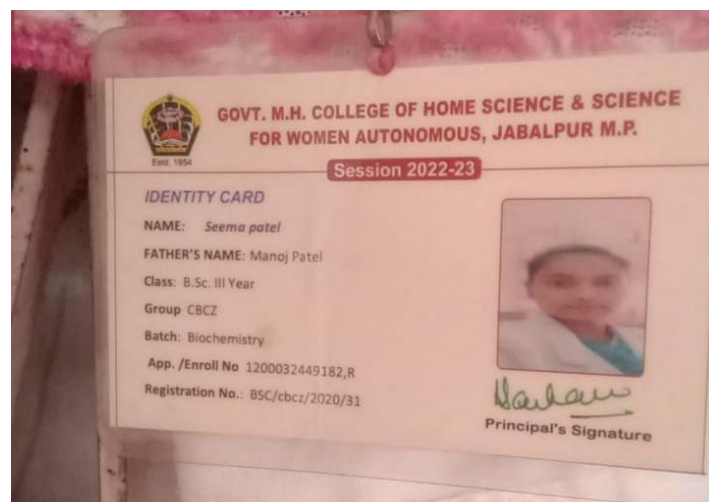 GOVT. M.H. COLLEGE OF HOME SCIENCE & SCIENCE
FOR WOMEN AUTONOMOUS, JABALPUR M.P.
Estd. 1954
Session 2022-23
IDENTITY CARD
NAME: Seema patel
FATHER'S NAME: Manoj Patel
Class: B.Sc. III Year
Group CBCZ
Batch: Biochemistry
App. /Enroll No 1200032449182,R
Registration No.: BSC/cbcz/2020/31
Principal's Signature